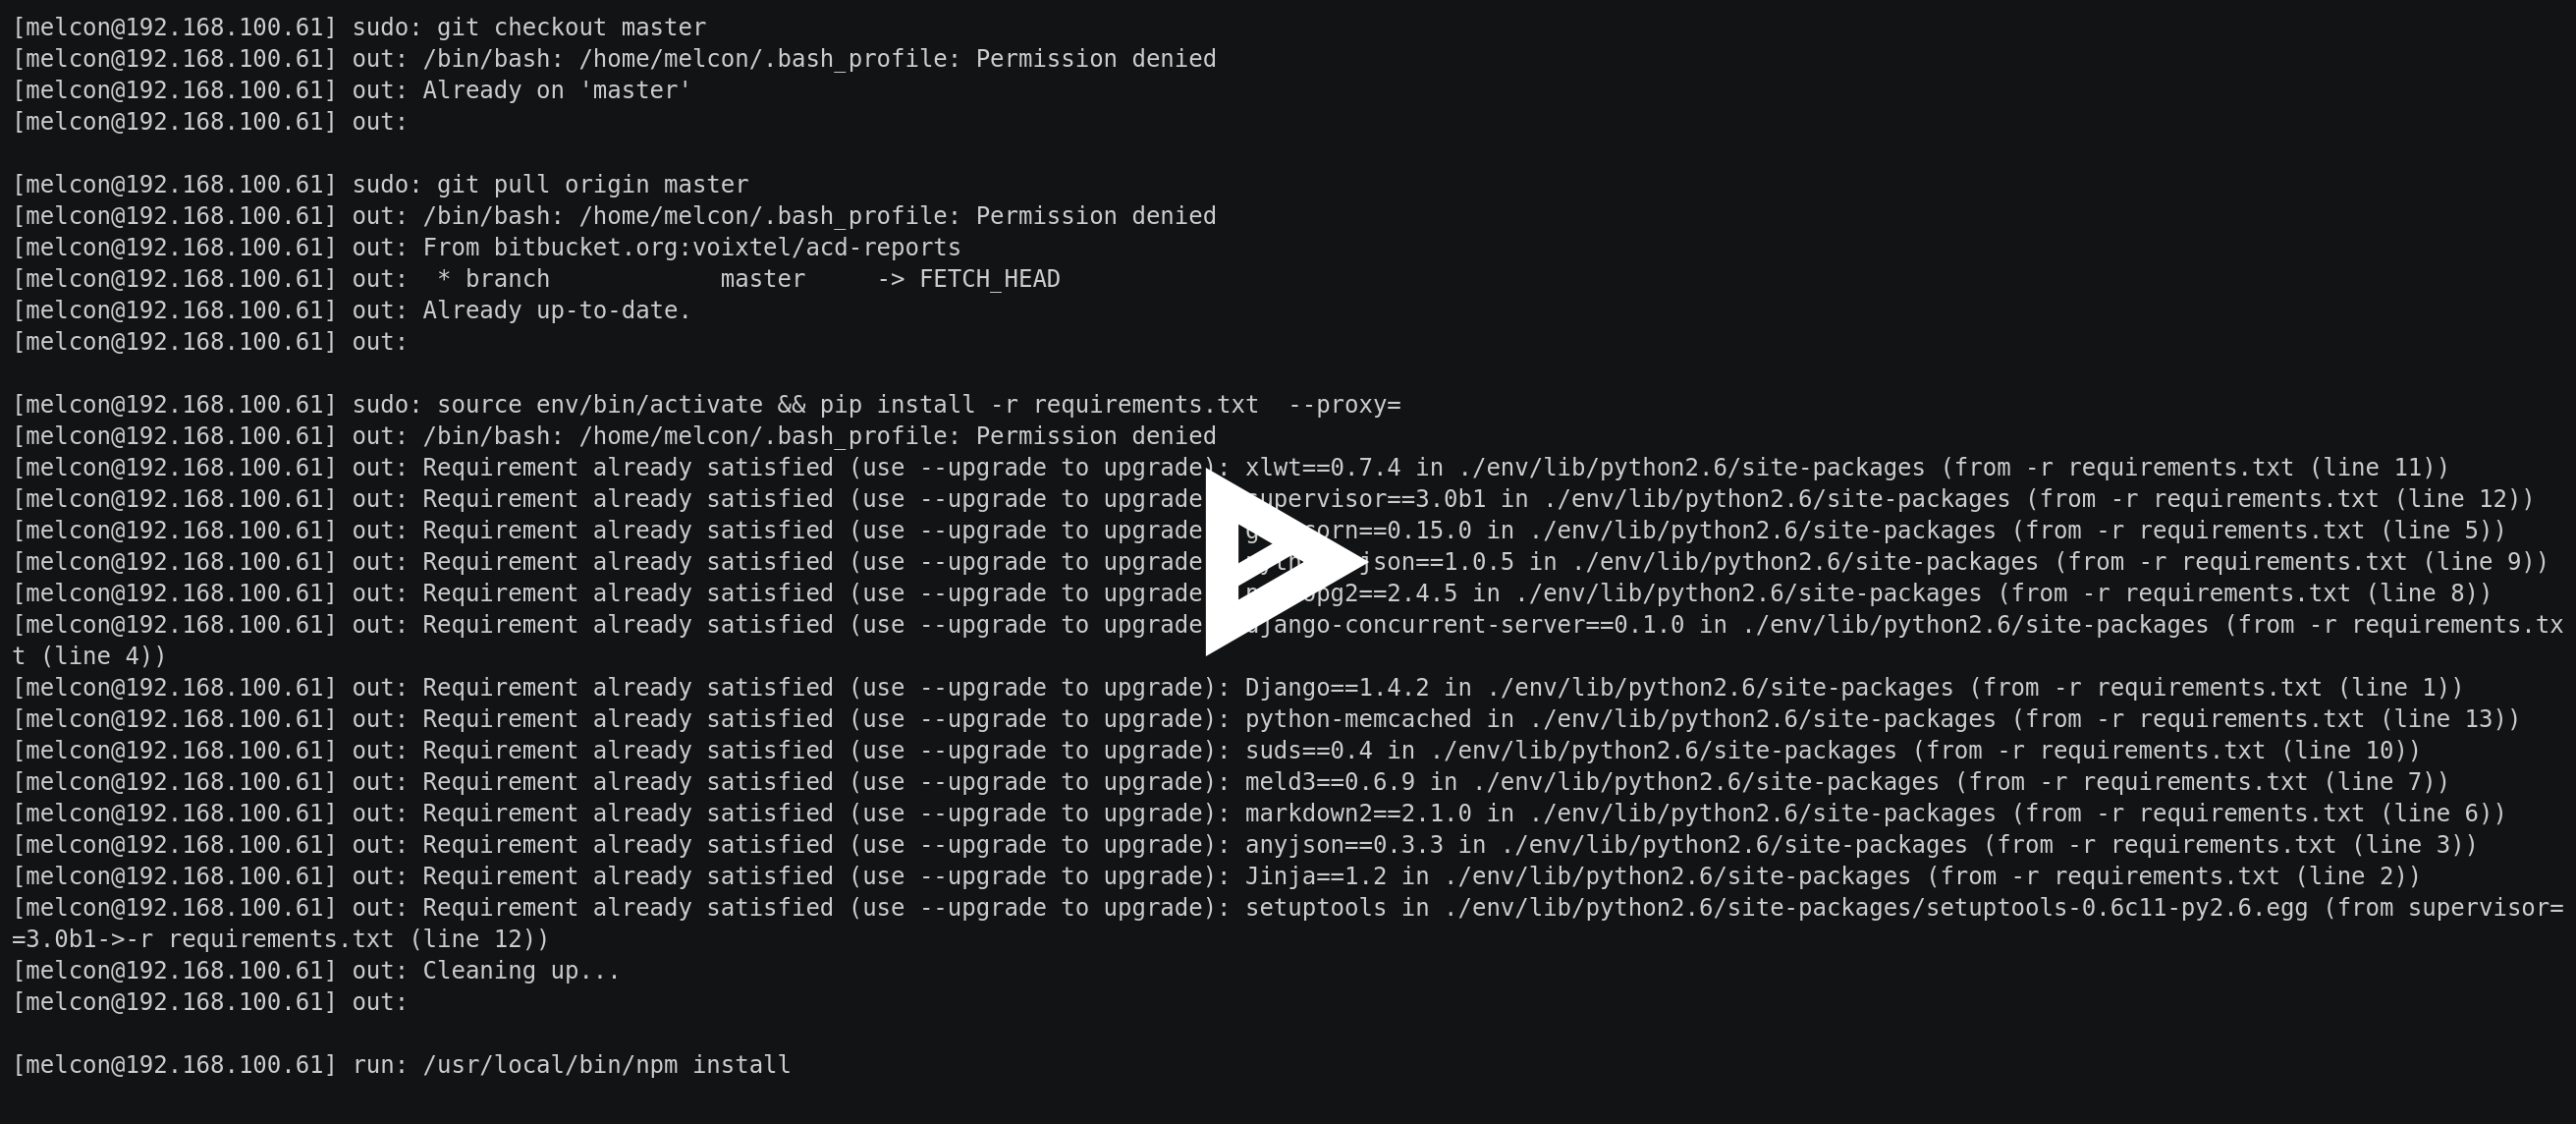 [melcon@192.168.100.61] sudo: git checkout master
[melcon@192.168.100.61] out: /bin/bash: /home/melcon/.bash_profile: Permission denied
[melcon@192.168.100.61] out: Already on 'master'
[melcon@192.168.100.61] out:
[melcon@192.168.100.61] sudo: git pull origin master
[melcon@192.168.100.61] out: /bin/bash: /home/melcon/.bash_profile: Permission denied
[melcon@192.168.100.61] out: From bitbucket.org:voixtel/acd-reports
[melcon@192.168.100.61] out:  * branch            master     -> FETCH_HEAD
[melcon@192.168.100.61] out: Already up-to-date.
[melcon@192.168.100.61] out:
[melcon@192.168.100.61] sudo: source env/bin/activate && pip install -r requirements.txt  --proxy=
[melcon@192.168.100.61] out: /bin/bash: /home/melcon/.bash_profile: Permission denied
[melcon@192.168.100.61] out: Requirement already satisfied (use --upgrade to upgrade): xlwt==0.7.4 in ./env/lib/python2.6/site-packages (from -r requirements.txt (line 11))
[melcon@192.168.100.61] out: Requirement already satisfied (use --upgrade to upgrade supervisor==3.0b1 in ./env/lib/python2.6/site-packages (from -r requirements.txt (line 12))
[melcon@192.168.100.61] out: Requirement already satisfied (use --upgrade to upgrade in ./env/lib/python2.6/site-packages (from -r requirements.txt (line 5))
[melcon@192.168.100.61] out: Requirement already satisfied (use --upgrade to upgrade in ./env/lib/python2.6/site-packages (from -r requirements.txt (line 9))
[melcon@192.168.100.61] out: Requirement already satisfied (use --upgrade to upgrade in ./env/lib/python2.6/site-packages (from -r requirements.txt (line 8))
[melcon@192.168.100.61] out: Requirement already satisfied (use --upgrade to upgrade django-concurrent-server==0.1.0 in ./env/lib/python2.6/site-packages (from -r requirements.tx
t (line 4))
[melcon@192.168.100.61] out: Requirement already satisfied (use --upgrade to upgrade): Django==1.4.2 in ./env/lib/python2.6/site-packages (from -r requirements.txt (line 1))
[melcon@192.168.100.61] out: Requirement already satisfied (use --upgrade to upgrade): python-memcached in ./env/lib/python2.6/site-packages (from -r requirements.txt (line 13))
[melcon@192.168.100.61] out: Requirement already satisfied (use --upgrade to upgrade): suds==0.4 in ./env/lib/python2.6/site-packages (from -r requirements.txt (line 10))
[melcon@192.168.100.61] out: Requirement already satisfied (use --upgrade to upgrade): meld3==0.6.9 in ./env/lib/python2.6/site-packages (from -r requirements.txt (line 7))
[melcon@192.168.100.61] out: Requirement already satisfied (use --upgrade to upgrade): markdown2==2.1.0 in ./env/lib/python2.6/site-packages (from -r requirements.txt (line 6))
[melcon@192.168.100.61] out: Requirement already satisfied (use --upgrade to upgrade): anyjson==0.3.3 in ./env/lib/python2.6/site-packages (from -r requirements.txt (line 3))
[melcon@192.168.100.61] out: Requirement already satisfied (use --upgrade to upgrade): Jinja==1.2 in ./env/lib/python2.6/site-packages (from -r requirements.txt (line 2))
[melcon@192.168.100.61] out: Requirement already satisfied (use --upgrade to upgrade): setuptools in ./env/lib/python2.6/site-packages/setuptools-0.6c11-py2.6.egg (from supervisor=
=3.0b1->-r requirements.txt (line 12))
[melcon@192.168.100.61] out: Cleaning up...
[melcon@192.168.100.61] out:
[melcon@192.168.100.61] run: /usr/local/bin/npm install